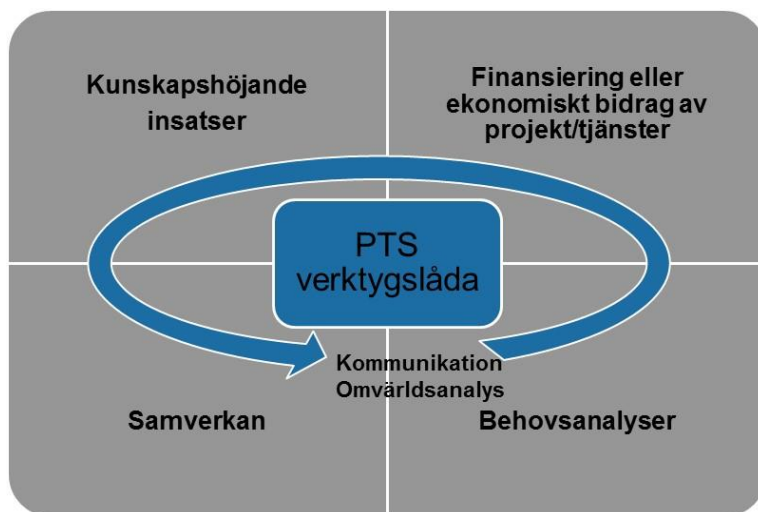 Kunskapshöjande
insatser
Finansiering eller
ekonomiskt bidrag av
projekt/tjänster
PTS
verktygslåda
Kommunikation
Omvärldsanalys
Samverkan
Behovsanalyser